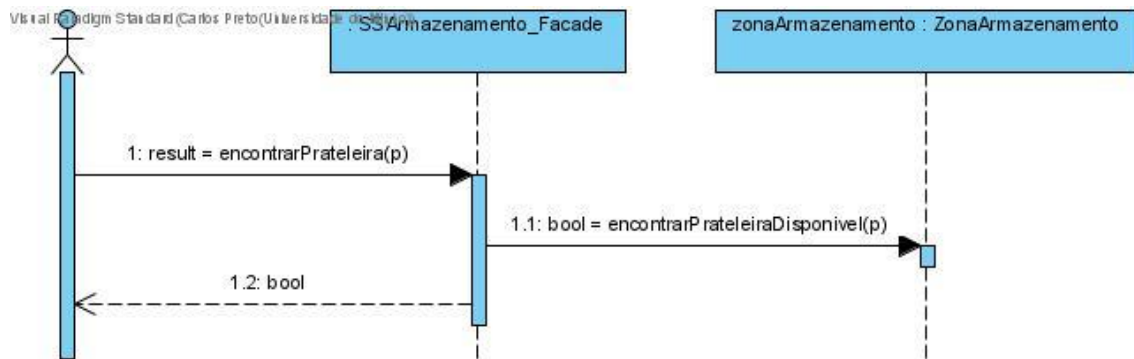 Visual Paradigm Standard(Carlos Preto(Universidade do Minho))
: SSArmazenamento_Facade
zonaArmazenamento : ZonaArmazenamento
1: result = encontrarPrateleira(p)
1.1: bool = encontrarPrateleiraDisponivel(p)
1.2: bool